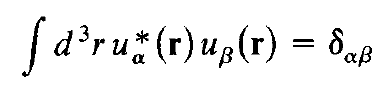 ∫ d³r u*_α(r) u_β(r) = δ_αβ